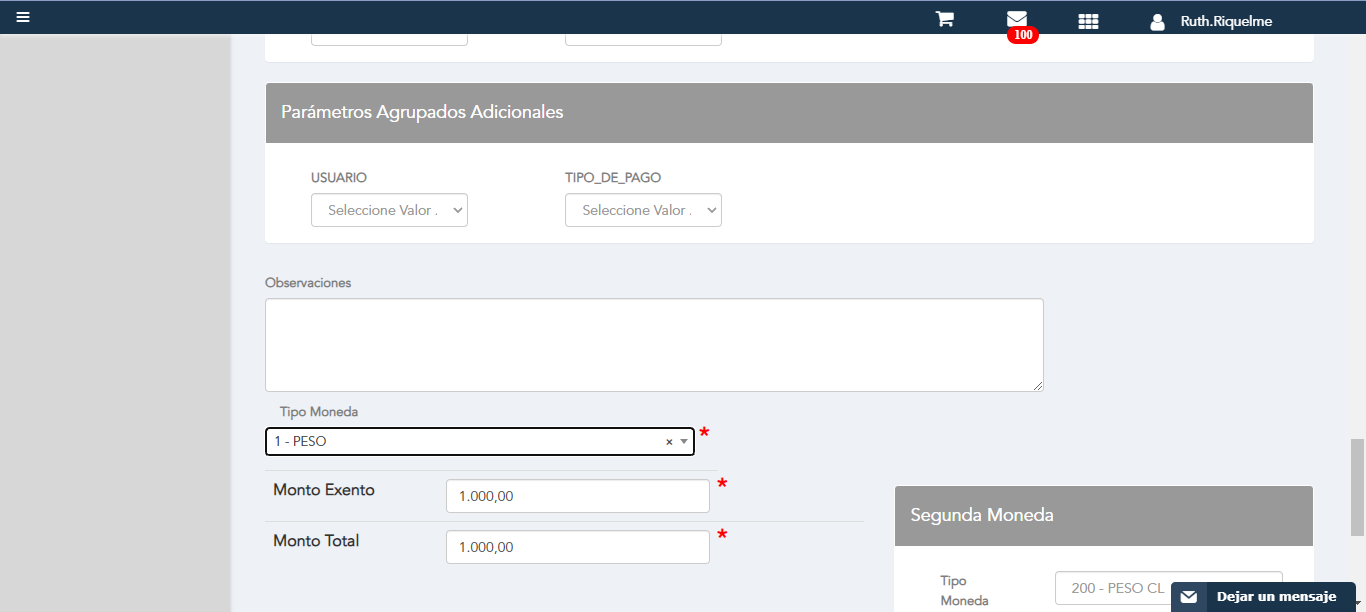 100
Ruth.Riquelme
Parámetros Agrupados Adicionales
USUARIO
TIPO_DE_PAGO
Seleccione Valor .
Seleccione Valor .
Observaciones
Tipo Moneda
1 - PESO × *
Monto Exento
1.000,00 *
Monto Total
1.000,00 *
Segunda Moneda
Tipo
Moneda
200 - PESO CL
Dejar un mensaje